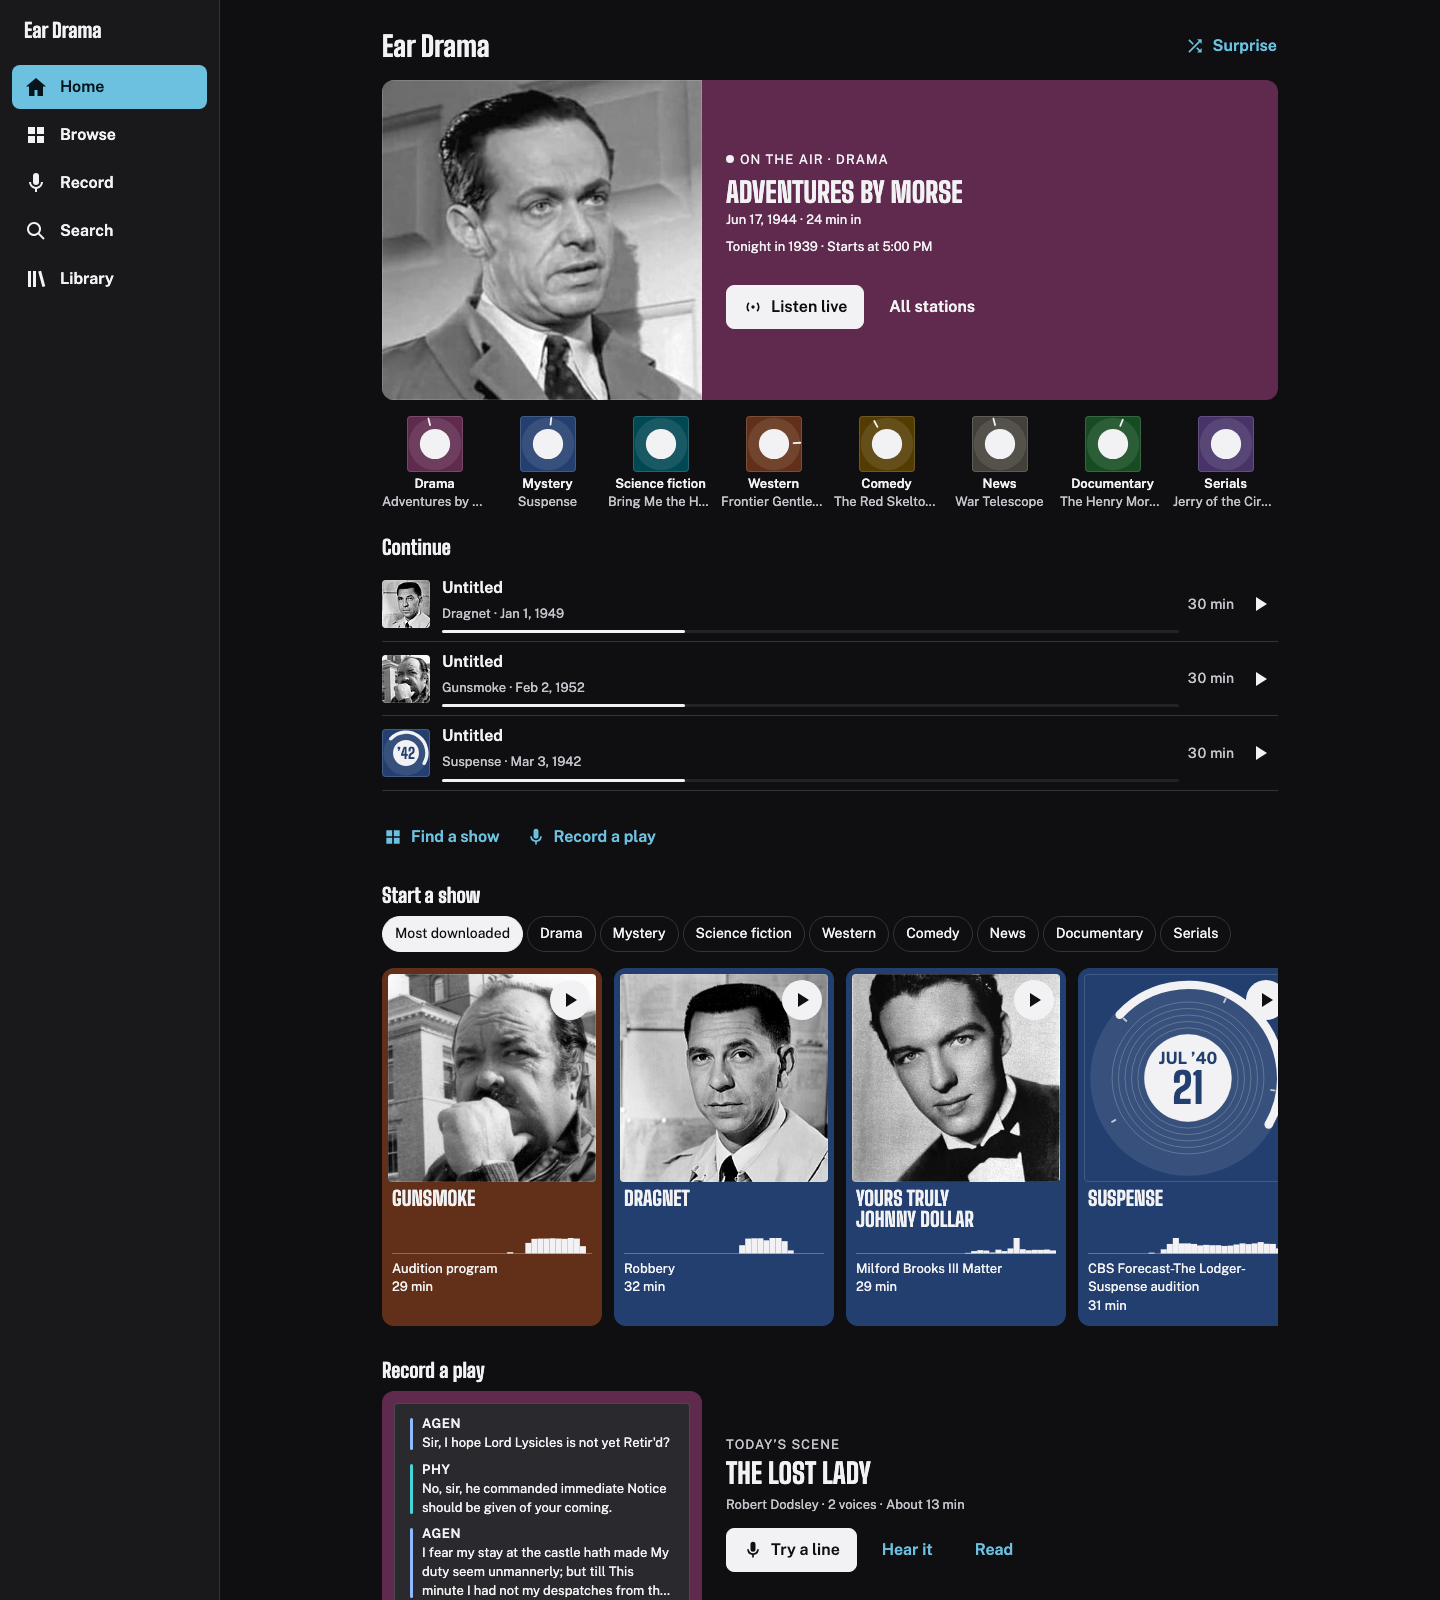 Ear Drama
Home
Browse
Record
Search
Library
Ear Drama
Surprise
ON THE AIR · DRAMA
ADVENTURES BY MORSE
Jun 17, 1944 · 24 min in
Tonight in 1939 · Starts at 5:00 PM
Listen live
All stations
Drama
Adventures by ...
Mystery
Suspense
Science fiction
Bring Me the H...
Western
Frontier Gentle...
Comedy
The Red Skelto...
News
War Telescope
Documentary
The Henry Mor...
Serials
Jerry of the Cir...
Continue
Untitled
Dragnet · Jan 1, 1949
30 min
Untitled
Gunsmoke · Feb 2, 1952
30 min
'42
Untitled
Suspense · Mar 3, 1942
30 min
Find a show
Record a play
Start a show
Most downloaded
Drama
Mystery
Science fiction
Western
Comedy
News
Documentary
Serials
GUNSMOKE
Audition program
29 min
DRAGNET
Robbery
32 min
YOURS TRULY
JOHNNY DOLLAR
Milford Brooks III Matter
29 min
JUL ’40
21
SUSPENSE
CBS Forecast-The Lodger-
Suspense audition
31 min
Record a play
AGEN
Sir, I hope Lord Lysicles is not yet Retir'd?
PHY
No, sir, he commanded immediate Notice
should be given of your coming.
AGEN
I fear my stay at the castle hath made My
duty seem unmannerly; but till This
minute I had not my despatches from th...
TODAY’S SCENE
THE LOST LADY
Robert Dodsley · 2 voices · About 13 min
Try a line
Hear it
Read